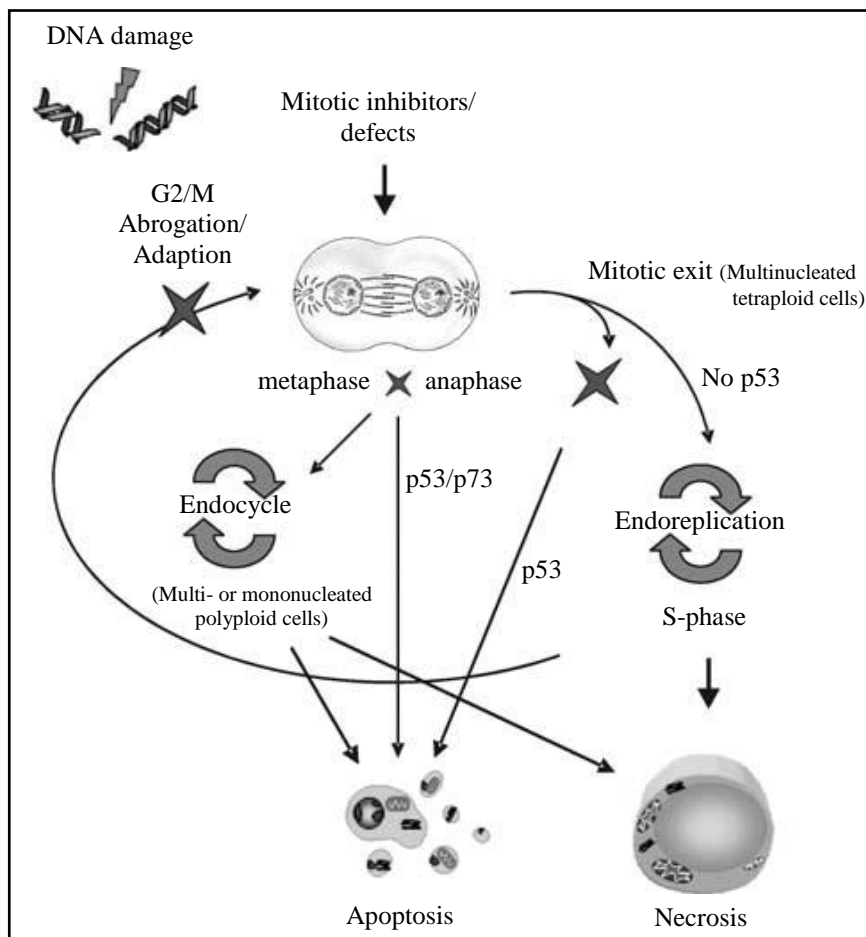 DNA damage
Mitotic inhibitors/
defects
G2/M
Abrogation/
Adaption
Mitotic exit (Multinucleated
tetraploid cells)
metaphase anaphase
No p53
Endocycle
p53/p73
Endoreplication
(Multi- or mononucleated
polyploid cells)
p53
S-phase
Apoptosis
Necrosis